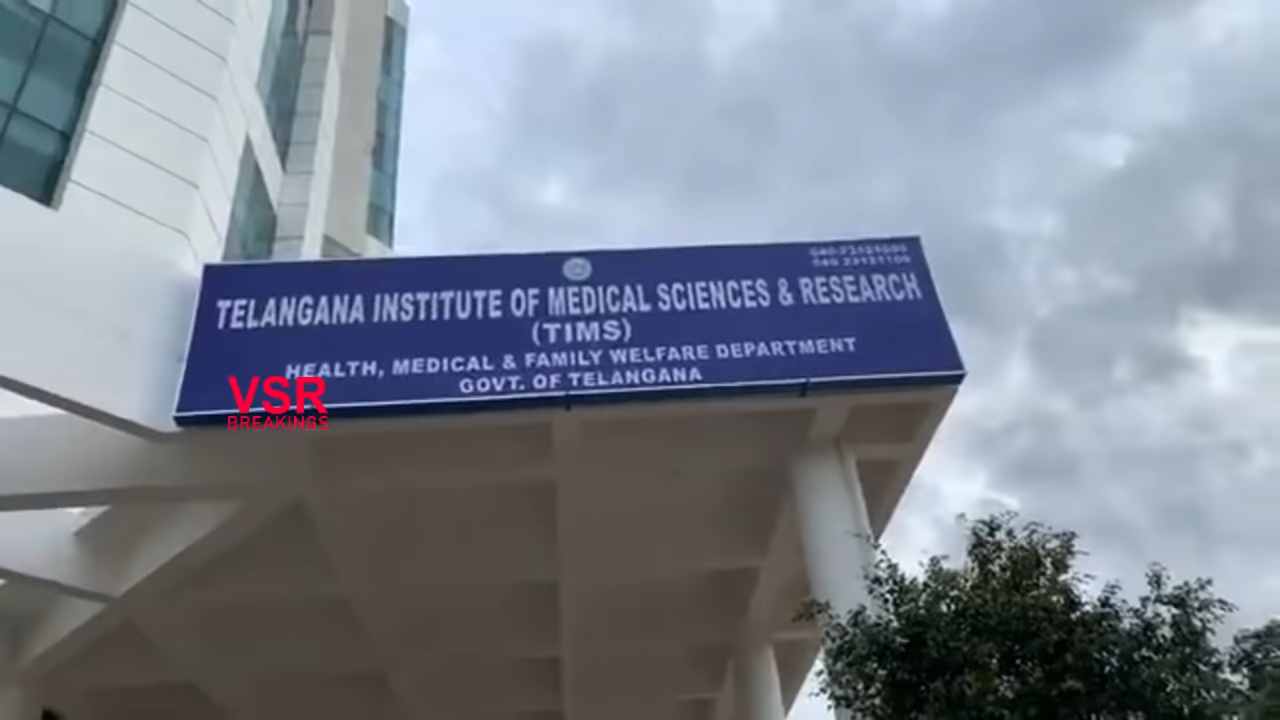 TELANGANA INSTITUTE OF MEDICAL SCIENCES & RESEARCH
(TIMS)
HEALTH, MEDICAL & FAMILY WELFARE DEPARTMENT
GOVT. OF TELANGANA
VSR
BREAKINGS